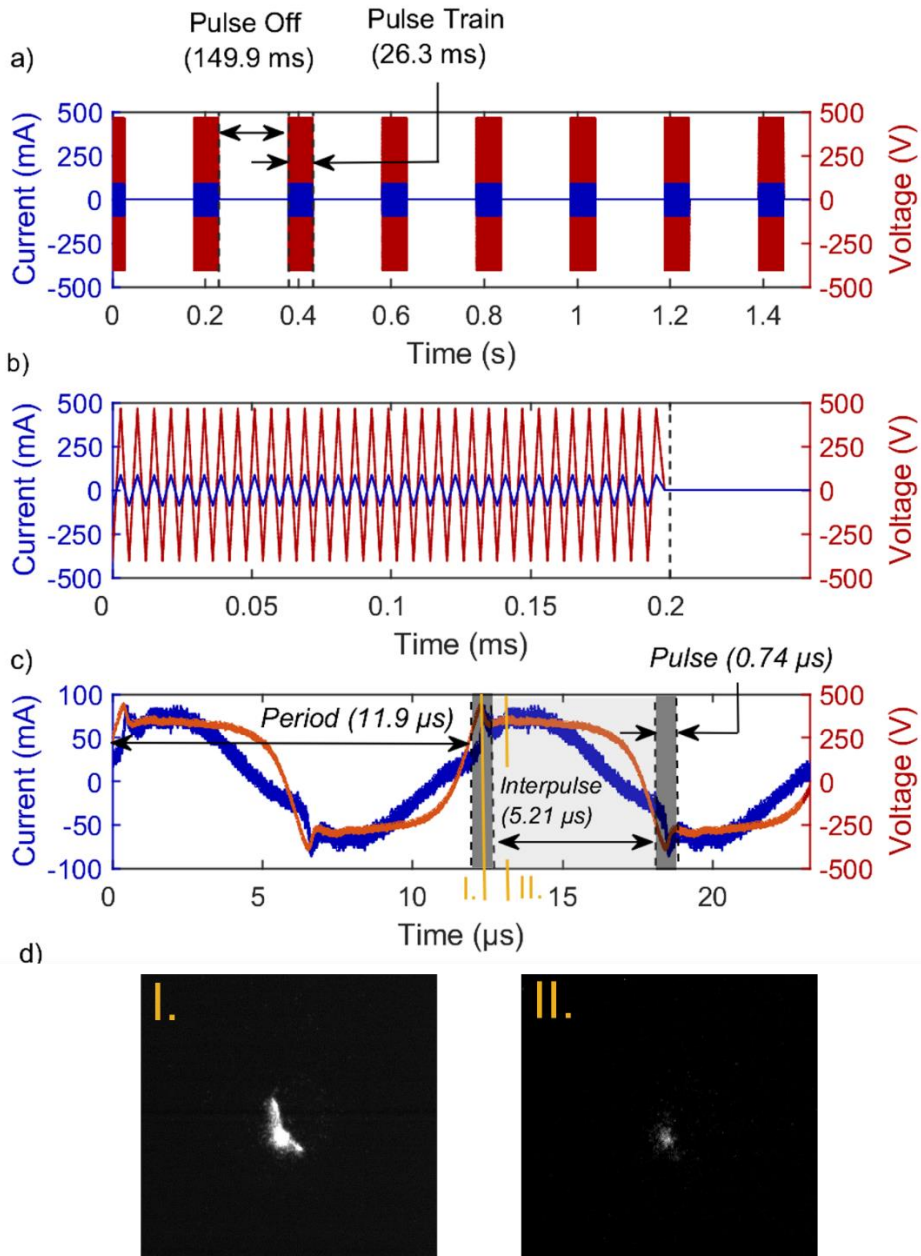 Pulse Off
(149.9 ms)
Pulse Train
(26.3 ms)
a)
500
250
0
-250
-500
Current (mA)
500
250
0
-250
-500
Voltage (V)
0 0.2 0.4 0.6 0.8 1 1.2 1.4
Time (s)
b)
500
250
0
-250
-500
Current (mA)
500
250
0
-250
-500
Voltage (V)
0 0.05 0.1 0.15 0.2
Time (ms)
c)
Pulse (0.74 µs)
100
50
0
-50
-100
Current (mA)
Period (11.9 µs)
Interpulse
(5.21 µs)
500
250
0
-250
-500
Voltage (V)
I. II.
0 5 10 15 20
Time (µs)
d)
I.
II.